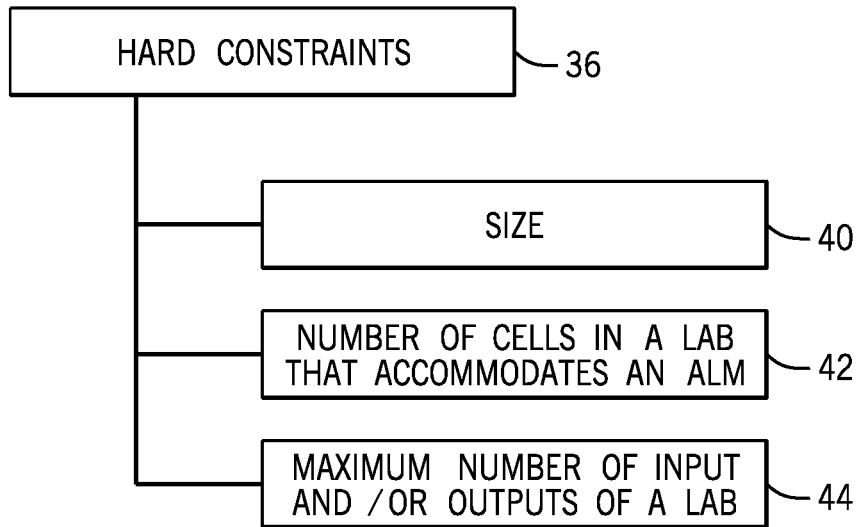 HARD CONSTRAINTS
36
SIZE
40
NUMBER OF CELLS IN A LAB
THAT ACCOMMODATES AN ALM
42
MAXIMUM NUMBER OF INPUT
AND /OR OUTPUTS OF A LAB
44